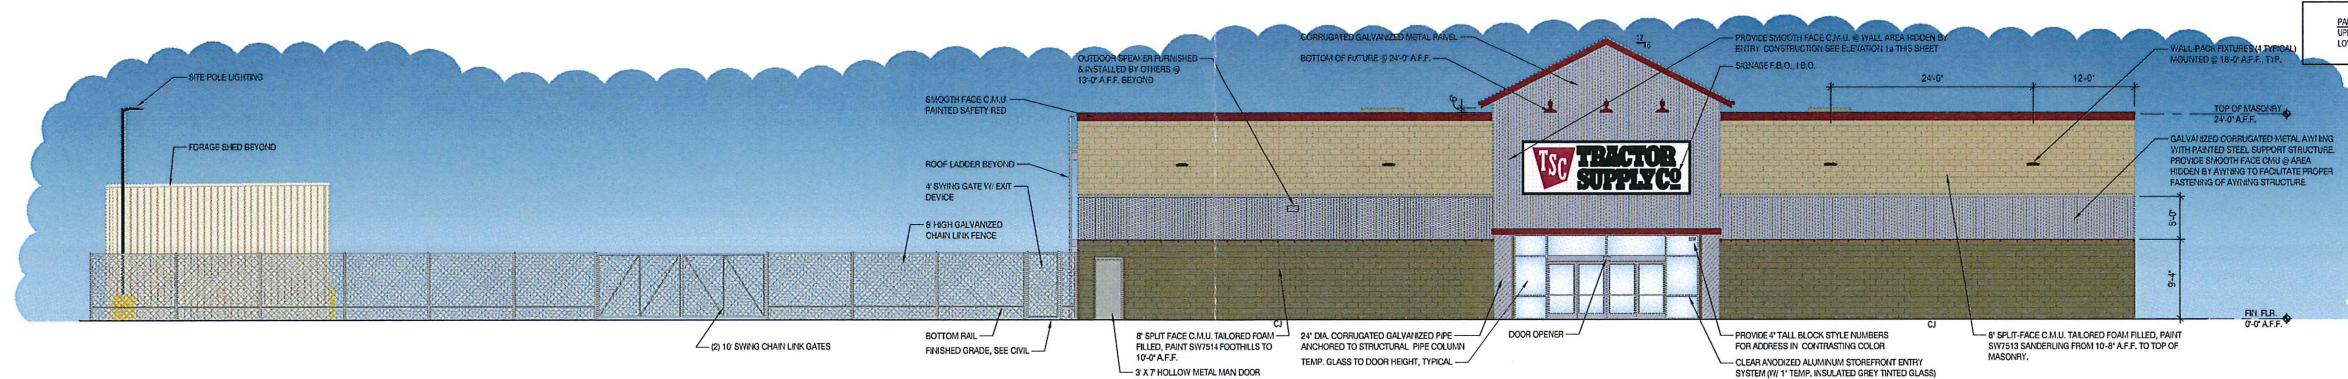 SITE POLE LIGHTING
FORAGE SHED BEYOND
SMOOTH FACE C.M.U.
PAINTED SAFETY RED
ROOF LADDER BEYOND
4' SWING GATE W/ EXIT
DEVICE
8' HIGH GALVANIZED
CHAIN LINK FENCE
OUTDOOR SPEAKER FURNISHED
& INSTALLED BY OTHERS @
13'-0" A.F.F. BEYOND
CORRUGATED GALVANIZED METAL PANEL
BOTTOM OF FIXTURE @ 24'-0" A.F.F.
12
PROVIDE SMOOTH FACE C.M.U. @ WALL AREA HIDDEN BY
ENTRY CONSTRUCTION SEE ELEVATION 1a THIS SHEET
SIGNAGE F.B.O., I.B.O.
24'-0"
12'-0"
WALL-PACK FIXTURES (4 TYPICAL)
MOUNTED @ 18'-0" A.F.F. TYP.
TOP OF MASONRY
24'-0" A.F.F.
GALVANIZED CORRUGATED METAL AWNING
WITH PAINTED STEEL SUPPORT STRUCTURE.
PROVIDE SMOOTH FACE CMU @ AREA
HIDDEN BY AWNING TO FACILITATE PROPER
FASTENING OF AWNING STRUCTURE.
TSC TRACTOR
SUPPLY CO
5'-0"
9'-4"
FIN. FLR.
0'-0" A.F.F.
(2) 10' SWING CHAIN LINK GATES
BOTTOM RAIL
FINISHED GRADE, SEE CIVIL
3' X 7' HOLLOW METAL MAN DOOR
8" SPLIT FACE C.M.U. TAILORED FOAM
FILLED, PAINT SW7514 FOOTHILLS TO
10'-0" A.F.F.
CJ
24" DIA. CORRUGATED GALVANIZED PIPE
ANCHORED TO STRUCTURAL PIPE COLUMN
TEMP. GLASS TO DOOR HEIGHT, TYPICAL
DOOR OPENER
PROVIDE 4" TALL BLOCK STYLE NUMBERS
FOR ADDRESS IN CONTRASTING COLOR
CLEAR ANODIZED ALUMINUM STOREFRONT ENTRY
SYSTEM (W/ 1" TEMP. INSULATED GREY TINTED GLASS)
CJ
8" SPLIT-FACE C.M.U. TAILORED FOAM FILLED, PAINT
SW7513 SANDERLING FROM 10'-8" A.F.F. TO TOP OF
MASONRY.